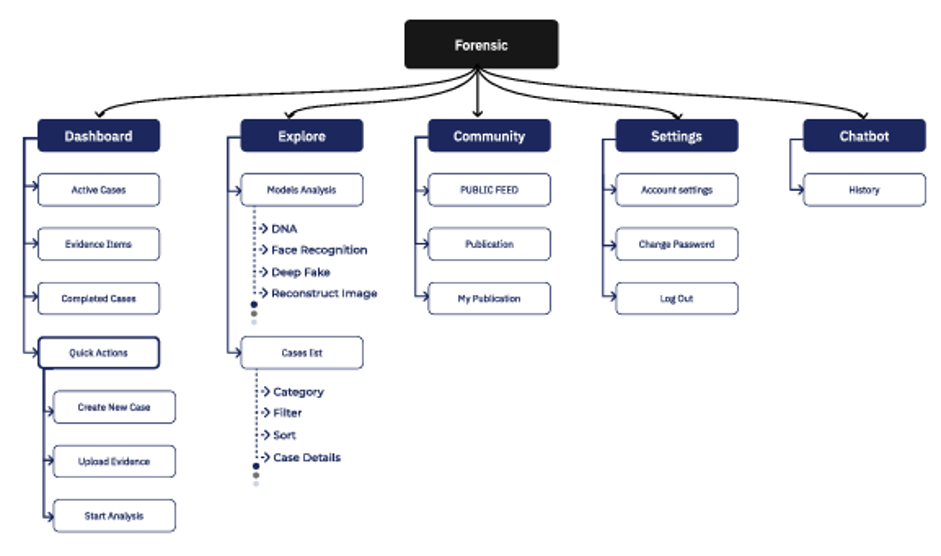 Forensic
Dashboard
Active Cases
Evidence Items
Completed Cases
Quick Actions
Create New Case
Upload Evidence
Start Analysis
Explore
Models Analysis
DNA
Face Recognition
Deep Fake
Reconstruct Image
Cases list
Category
Filter
Sort
Case Details
Community
PUBLIC FEED
Publication
My Publication
Settings
Account settings
Change Password
Log Out
Chatbot
History